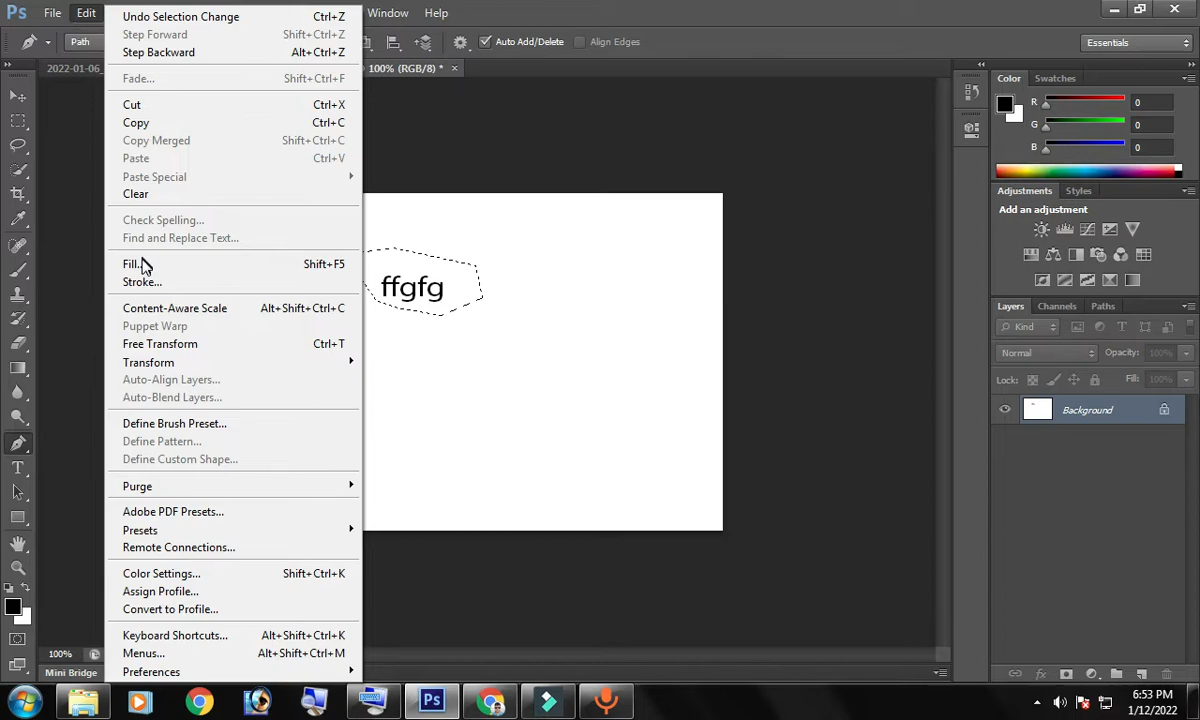 Ps File Edit Window Help
Path Auto Add/Delete Align Edges Essentials
2022-01-06_ 100% (RGB/8) * ×
Undo Selection Change Ctrl+Z
Step Forward Shift+Ctrl+Z
Step Backward Alt+Ctrl+Z
Fade... Shift+Ctrl+F
Cut Ctrl+X
Copy Ctrl+C
Copy Merged Shift+Ctrl+C
Paste Ctrl+V
Paste Special
Clear
Check Spelling...
Find and Replace Text...
Fill... Shift+F5
Stroke...
Content-Aware Scale Alt+Shift+Ctrl+C
Puppet Warp
Free Transform Ctrl+T
Transform
Auto-Align Layers...
Auto-Blend Layers...
Define Brush Preset...
Define Pattern...
Define Custom Shape...
Purge
Adobe PDF Presets...
Presets
Remote Connections...
Color Settings... Shift+Ctrl+K
Assign Profile...
Convert to Profile...
Keyboard Shortcuts... Alt+Shift+Ctrl+K
Menus... Alt+Shift+Ctrl+M
Preferences
ffgfg
Color Swatches
R 0
G 0
B 0
Adjustments Styles
Add an adjustment
Layers Channels Paths
Kind
Normal Opacity: 100%
Lock: Fill: 100%
Background
fx
100%
Mini Bridge
Ps
6:53 PM
1/12/2022